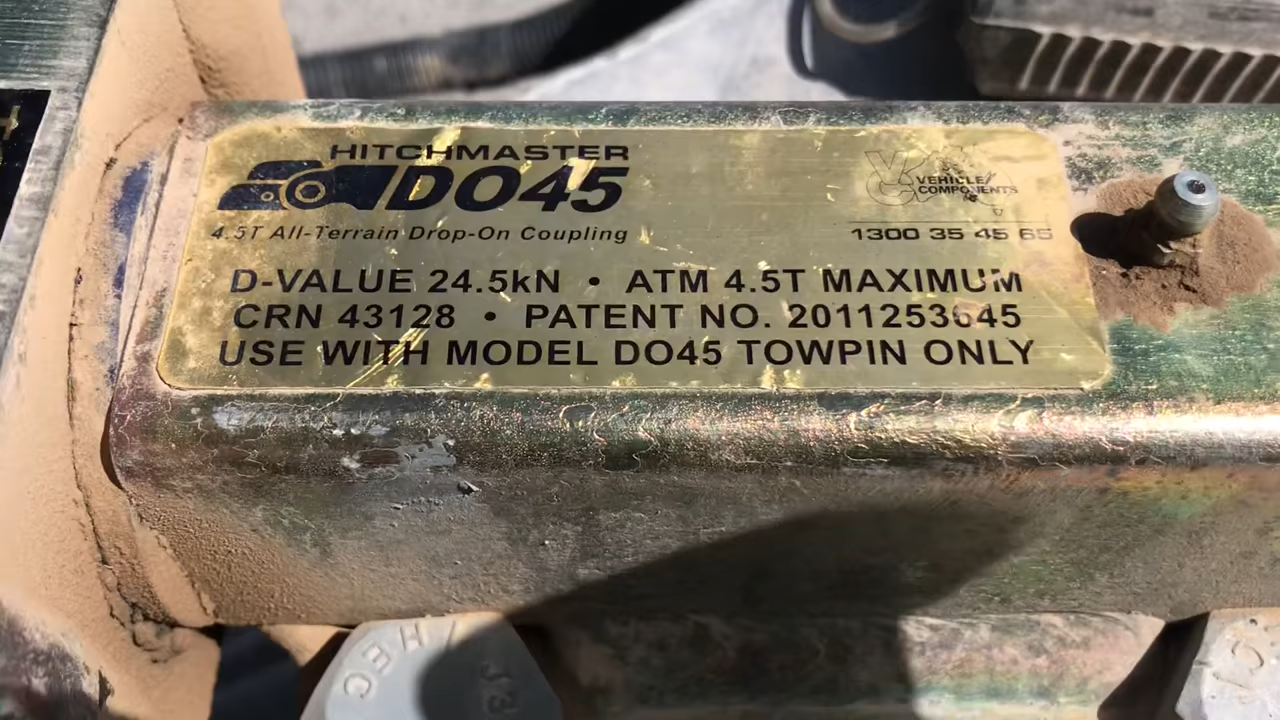 HITCHMASTER
DO45
4.5T All-Terrain Drop-On Coupling
VEHICLE
COMPONENTS
1300 35 45 65
D-VALUE 24.5kN • ATM 4.5T MAXIMUM
CRN 43128 • PATENT NO. 2011253645
USE WITH MODEL DO45 TOWPIN ONLY